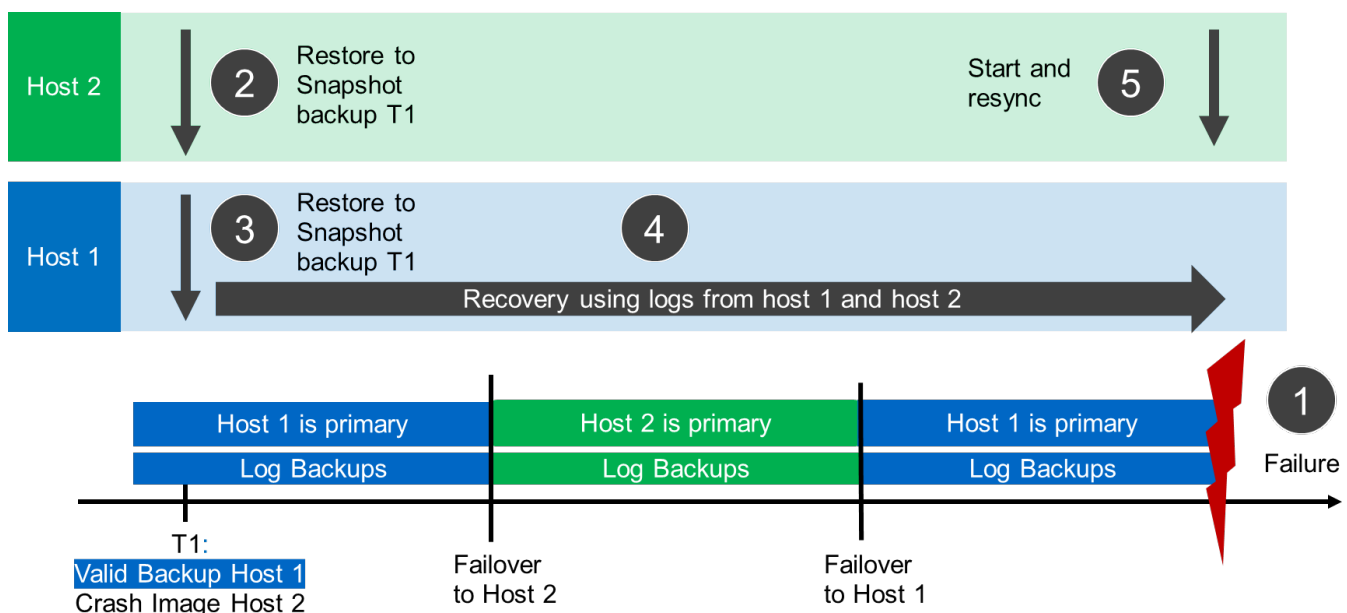 Host 2
2
Restore to
Snapshot
backup T1
Start and
resync
5
Host 1
3
Restore to
Snapshot
backup T1
4
Recovery using logs from host 1 and host 2
Host 1 is primary
Host 2 is primary
Host 1 is primary
1
Log Backups
Log Backups
Log Backups
Failure
T1:
Valid Backup Host 1
Crash Image Host 2
Failover
to Host 2
Failover
to Host 1